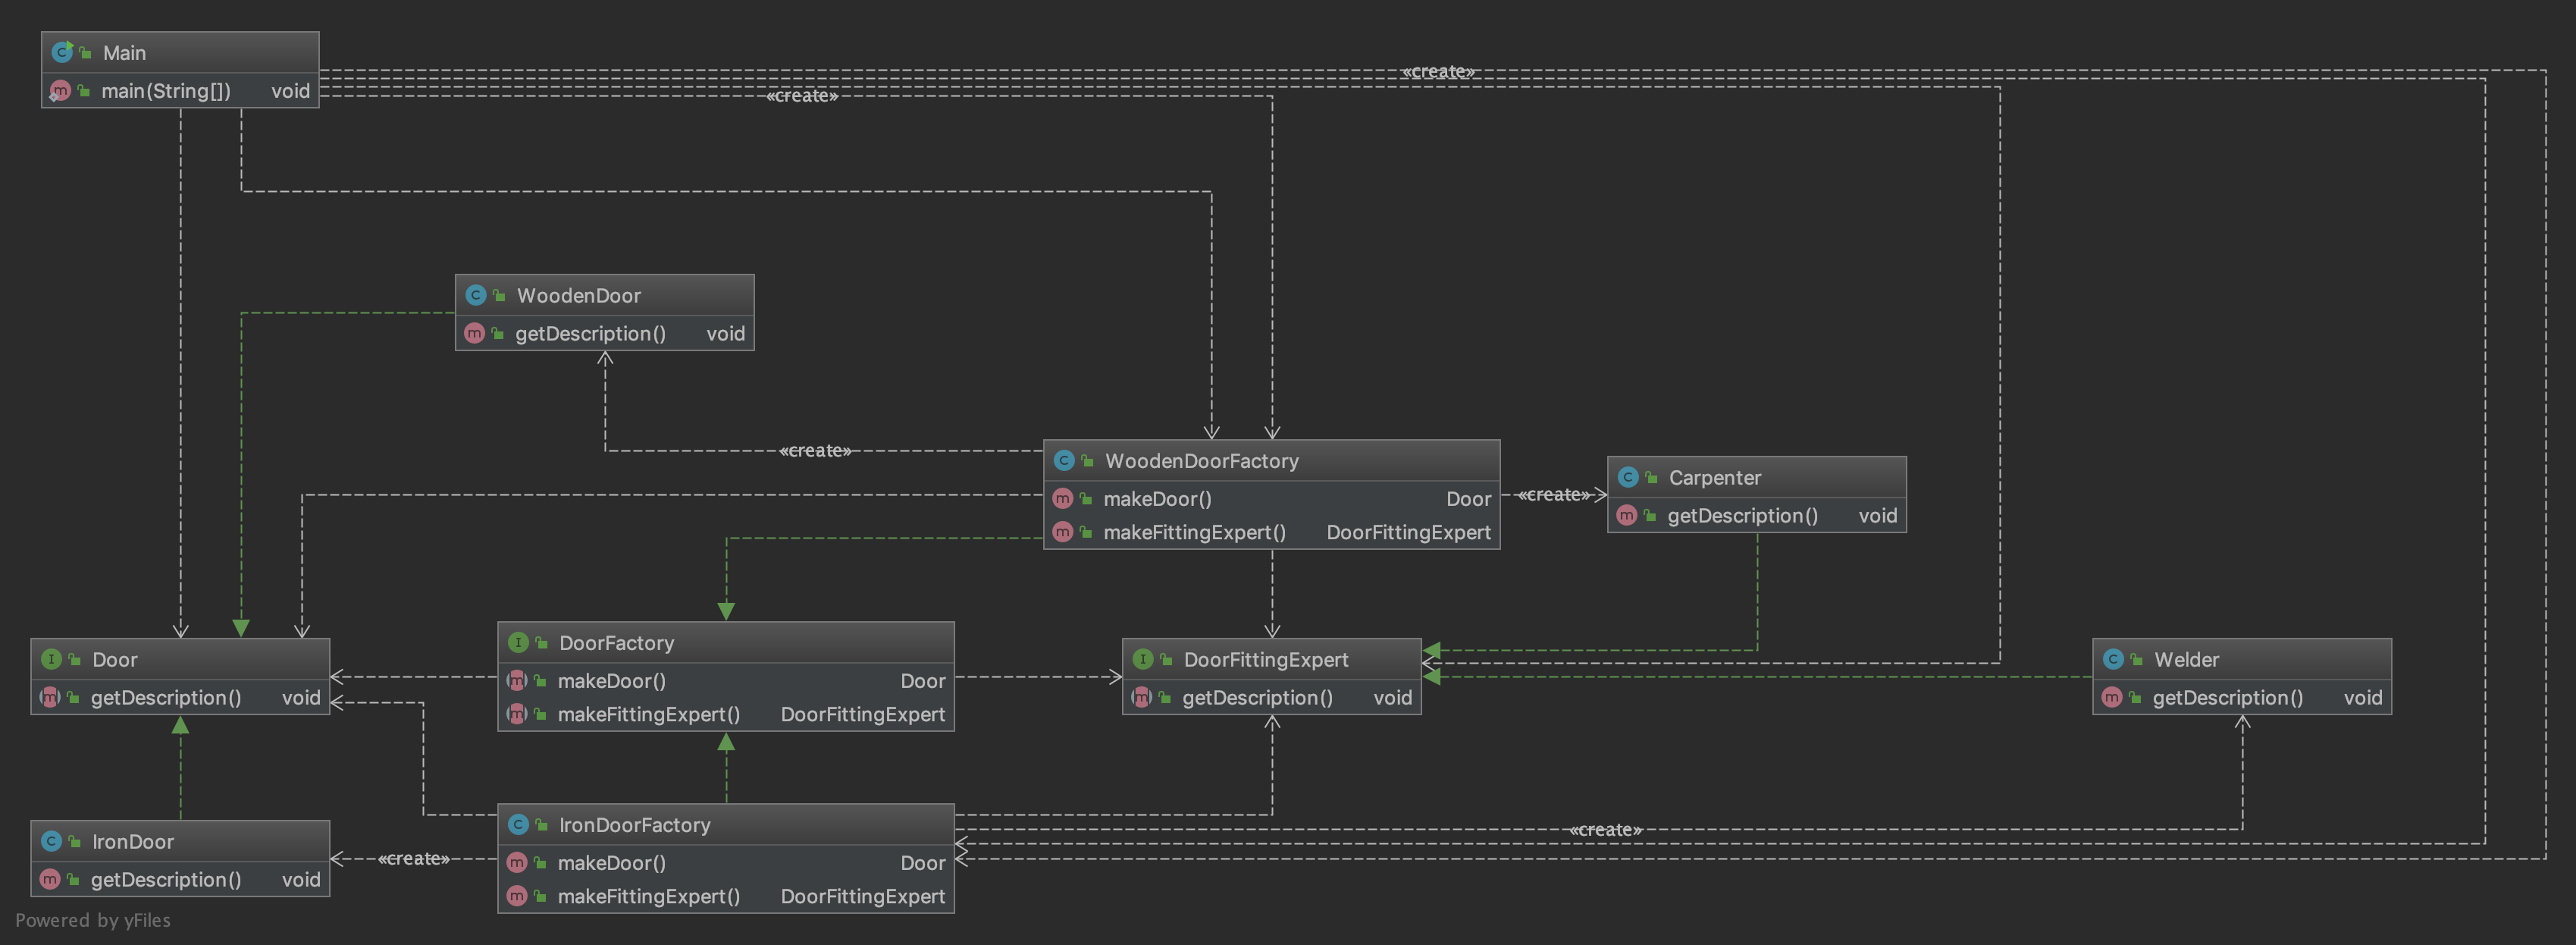 Main
main(String[]) void
«create»
«create»
WoodenDoor
getDescription() void
«create»
WoodenDoorFactory
makeDoor() Door
makeFittingExpert() DoorFittingExpert
«create»
Carpenter
getDescription() void
Door
getDescription() void
DoorFactory
makeDoor() Door
makeFittingExpert() DoorFittingExpert
DoorFittingExpert
getDescription() void
Welder
getDescription() void
IronDoor
getDescription() void
«create»
IronDoorFactory
makeDoor() Door
makeFittingExpert() DoorFittingExpert
«create»
Powered by yFiles